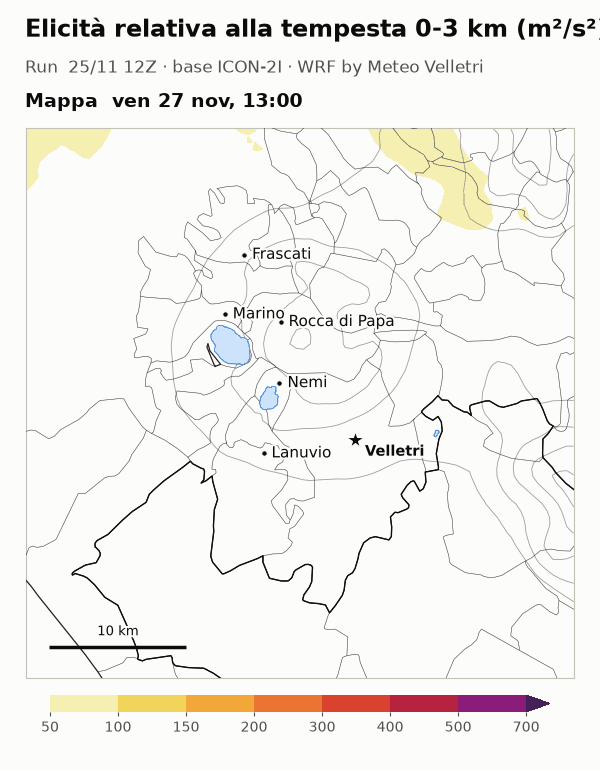 Elicità relativa alla tempesta 0-3 km (m²/s²)
Run 25/11 12Z · base ICON-2I · WRF by Meteo Velletri
Mappa ven 27 nov, 13:00
Frascati
Marino
Rocca di Papa
Nemi
Velletri
Lanuvio
10 km
50 100 150 200 300 400 500 700